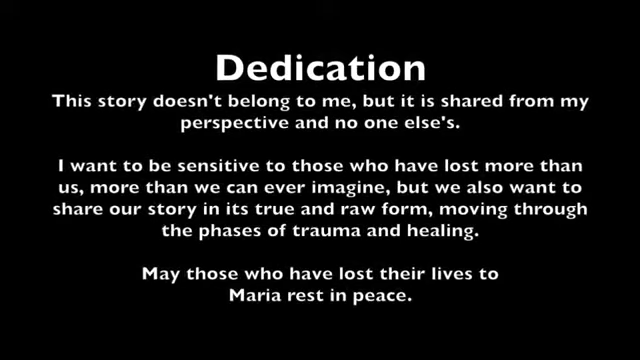 Dedication
This story doesn't belong to me, but it is shared from my
perspective and no one else's.
I want to be sensitive to those who have lost more than
us, more than we can ever imagine, but we also want to
share our story in its true and raw form, moving through
the phases of trauma and healing.
May those who have lost their lives to
Maria rest in peace.